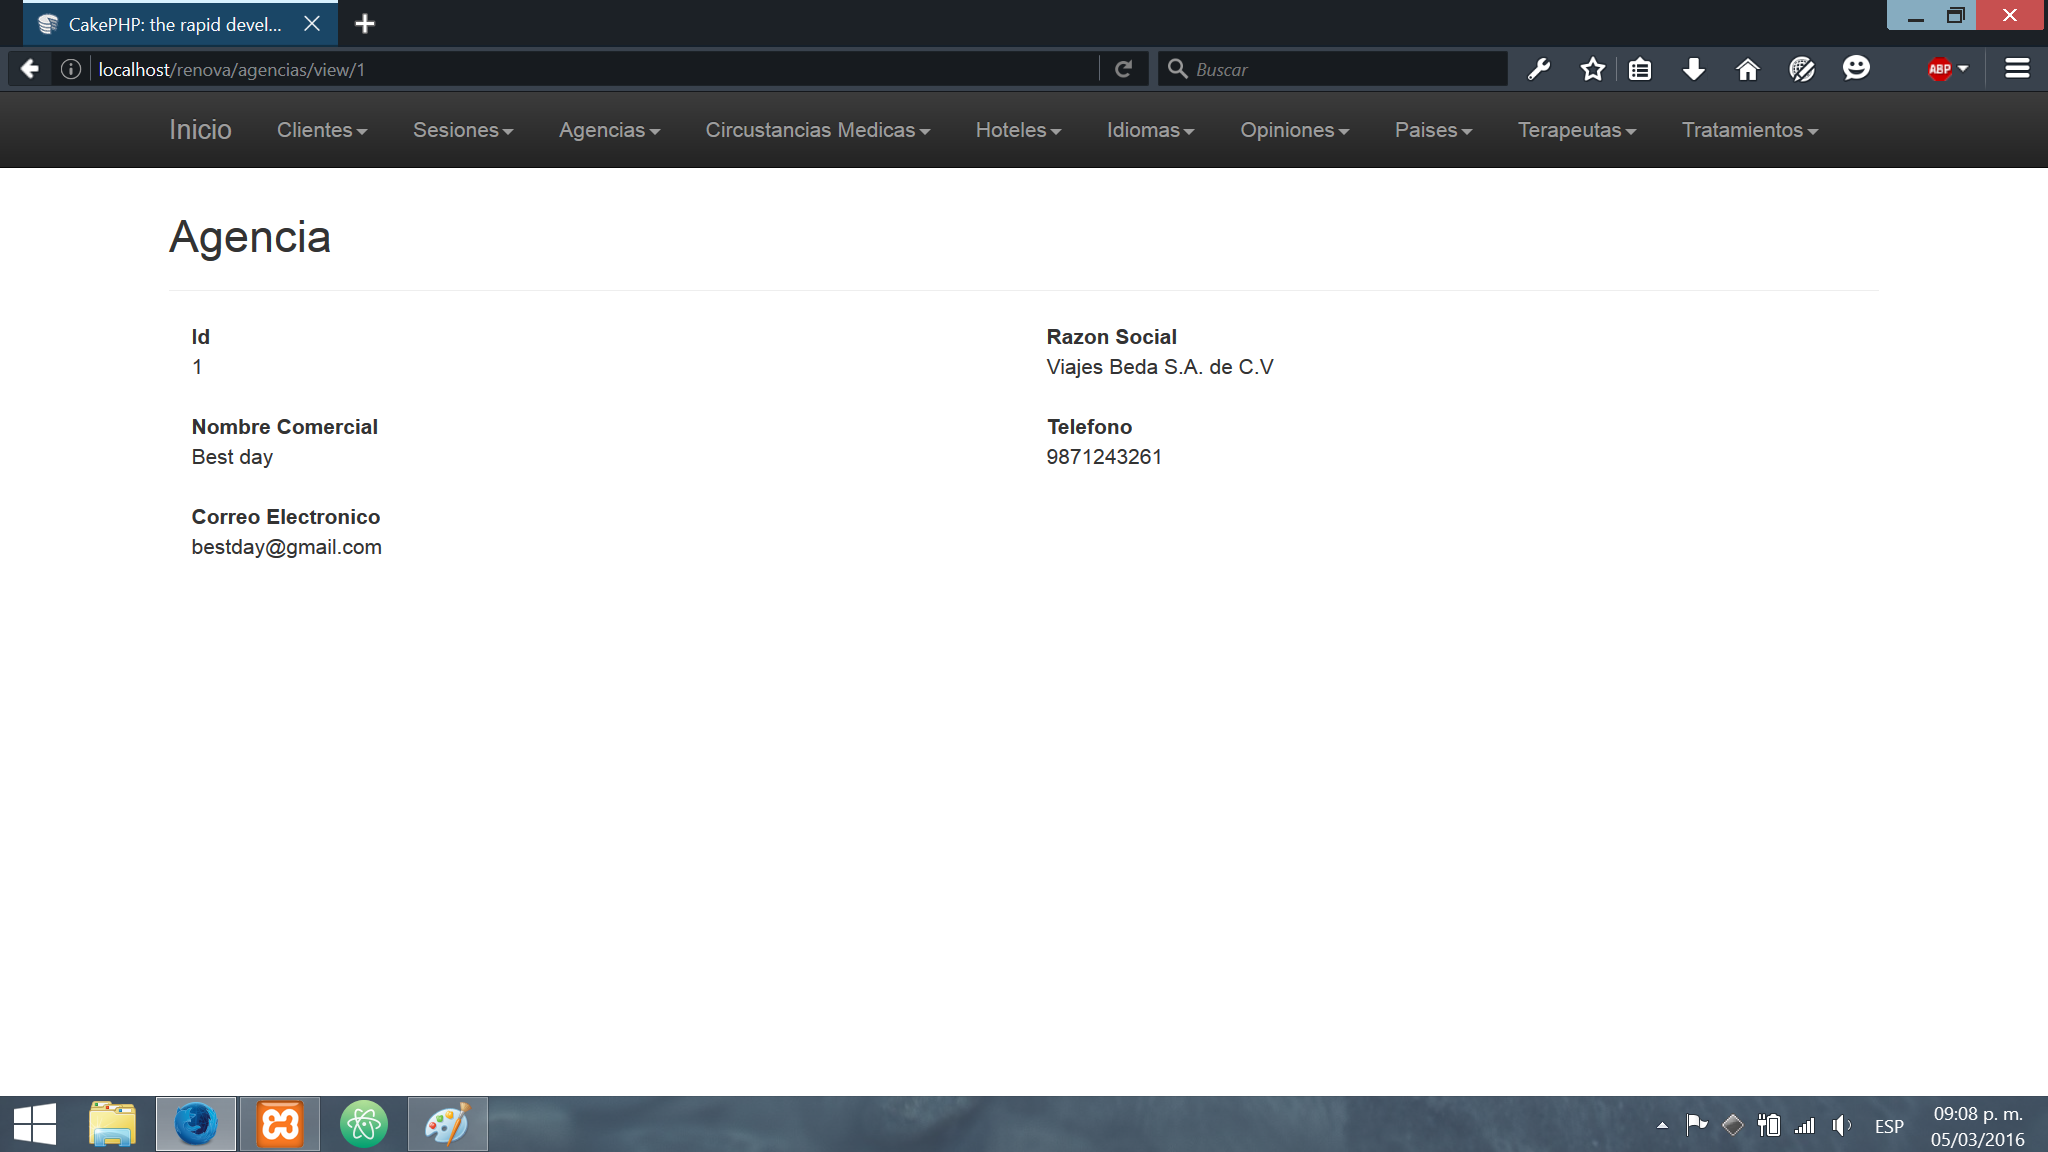 CakePHP: the rapid devel...
localhost/renova/agencias/view/1
Buscar
ABP
Inicio Clientes Sesiones Agencias Circustancias Medicas Hoteles Idiomas Opiniones Paises Terapeutas Tratamientos
Agencia
Id
1
Razon Social
Viajes Beda S.A. de C.V
Nombre Comercial
Best day
Telefono
9871243261
Correo Electronico
bestday@gmail.com
ESP
09:08 p. m.
05/03/2016